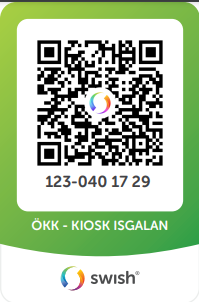 123-040 17 29
ÖKK - KIOSK ISGALAN
swish®